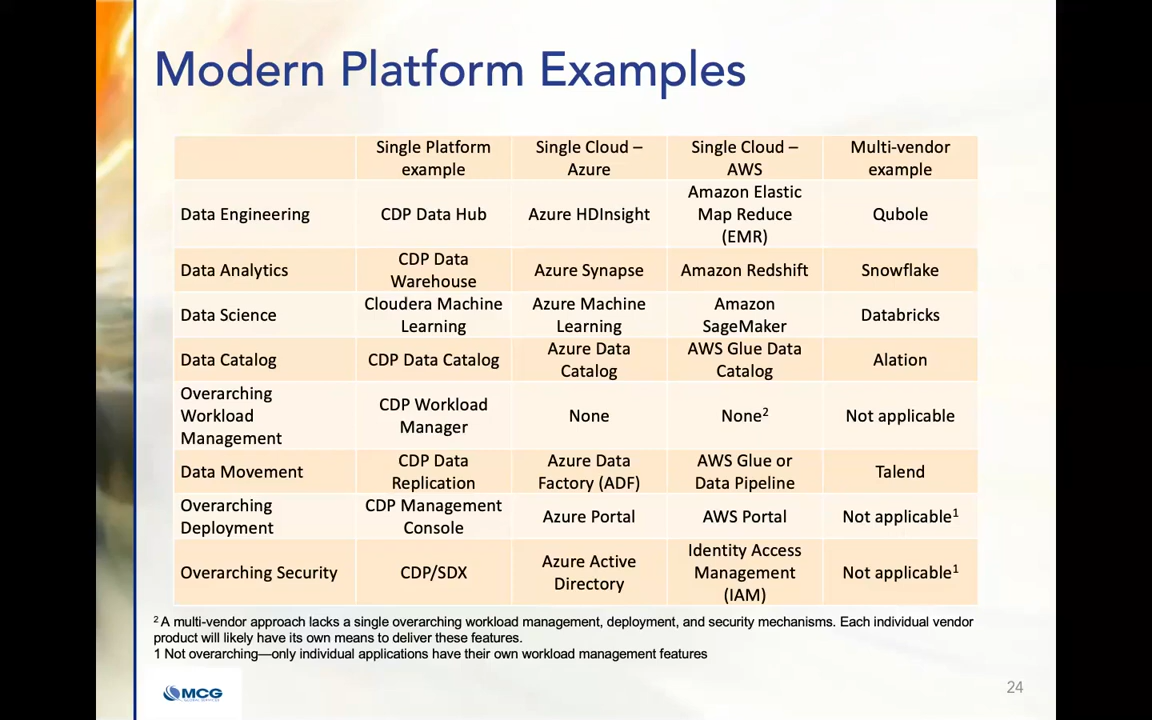 Modern Platform Examples
Single Platform example	Single Cloud – Azure	Single Cloud – AWS	Multi-vendor example
Data Engineering	CDP Data Hub	Azure HDInsight	Amazon Elastic Map Reduce (EMR)	Qubole
Data Analytics	CDP Data Warehouse	Azure Synapse	Amazon Redshift	Snowflake
Data Science	Cloudera Machine Learning	Azure Machine Learning	Amazon SageMaker	Databricks
Data Catalog	CDP Data Catalog	Azure Data Catalog	AWS Glue Data Catalog	Alation
Overarching Workload Management	CDP Workload Manager	None	None²	Not applicable
Data Movement	CDP Data Replication	Azure Data Factory (ADF)	AWS Glue or Data Pipeline	Talend
Overarching Deployment	CDP Management Console	Azure Portal	AWS Portal	Not applicable¹
Overarching Security	CDP/SDX	Azure Active Directory	Identity Access Management (IAM)	Not applicable¹
² A multi-vendor approach lacks a single overarching workload management, deployment, and security mechanisms. Each individual vendor
product will likely have its own means to deliver these features.
1 Not overarching—only individual applications have their own workload management features
MCG
24